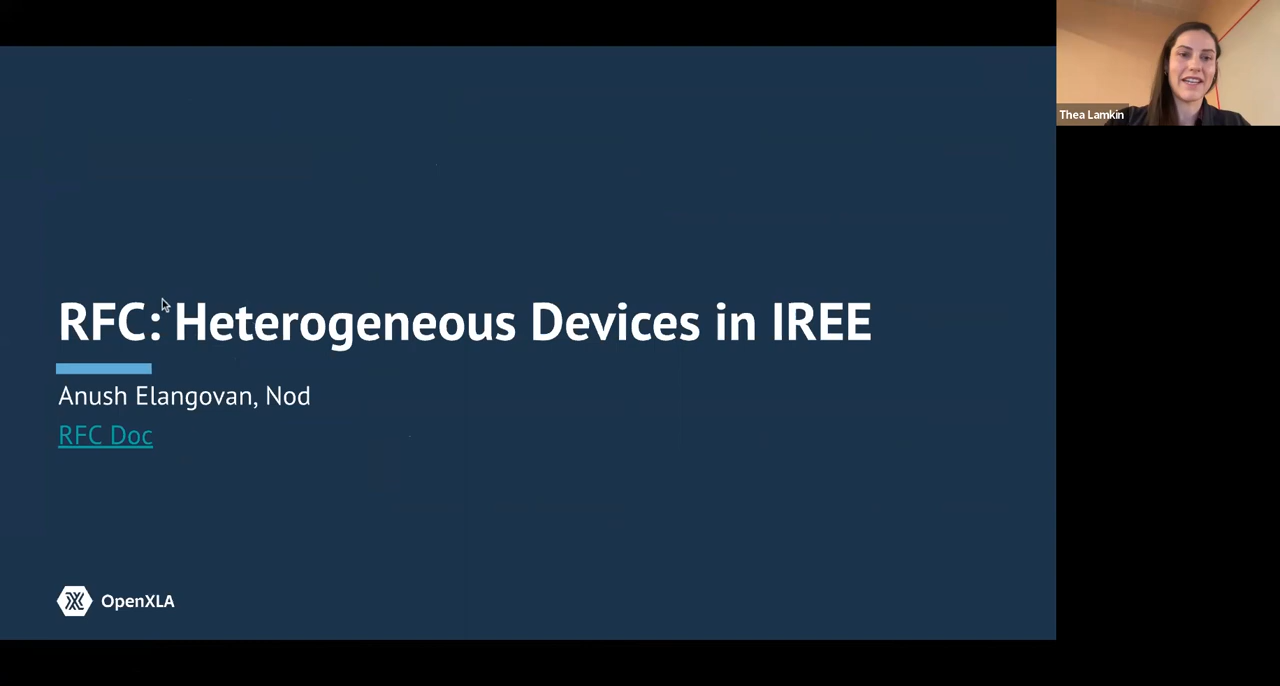 Thea Lamkin
RFC: Heterogeneous Devices in IREE
Anush Elangovan, Nod
RFC Doc
OpenXLA